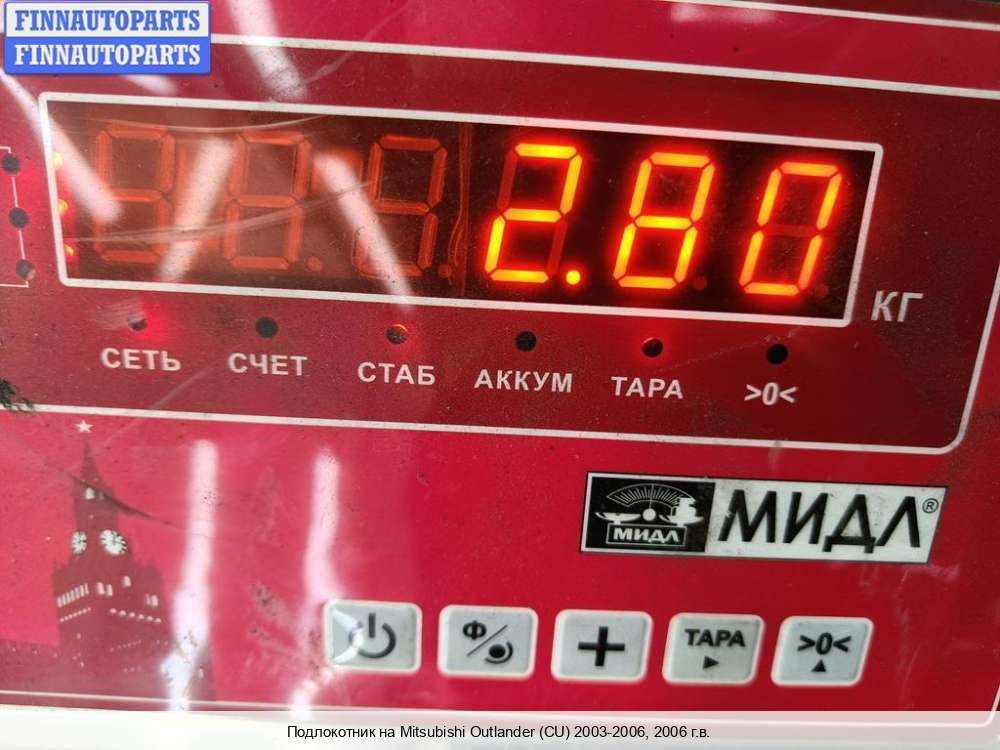 FINNAUTOPARTS
FINNAUTOPARTS
2.80 КГ
СЕТЬ СЧЕТ СТАБ АККУМ ТАРА >0<
МИДЛ МИДЛ®
Ф/ + ТАРА >0<
Подлокотник на Mitsubishi Outlander (CU) 2003-2006, 2006 г.в.